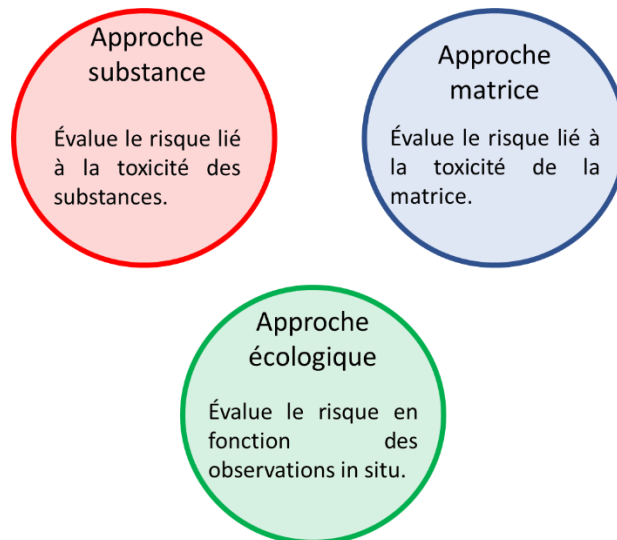 Approche
substance
Évalue le risque lié
à la toxicité des
substances.
Approche
matrice
Évalue le risque lié à
la toxicité de la
matrice.
Approche
écologique
Évalue le risque en
fonction des
observations in situ.